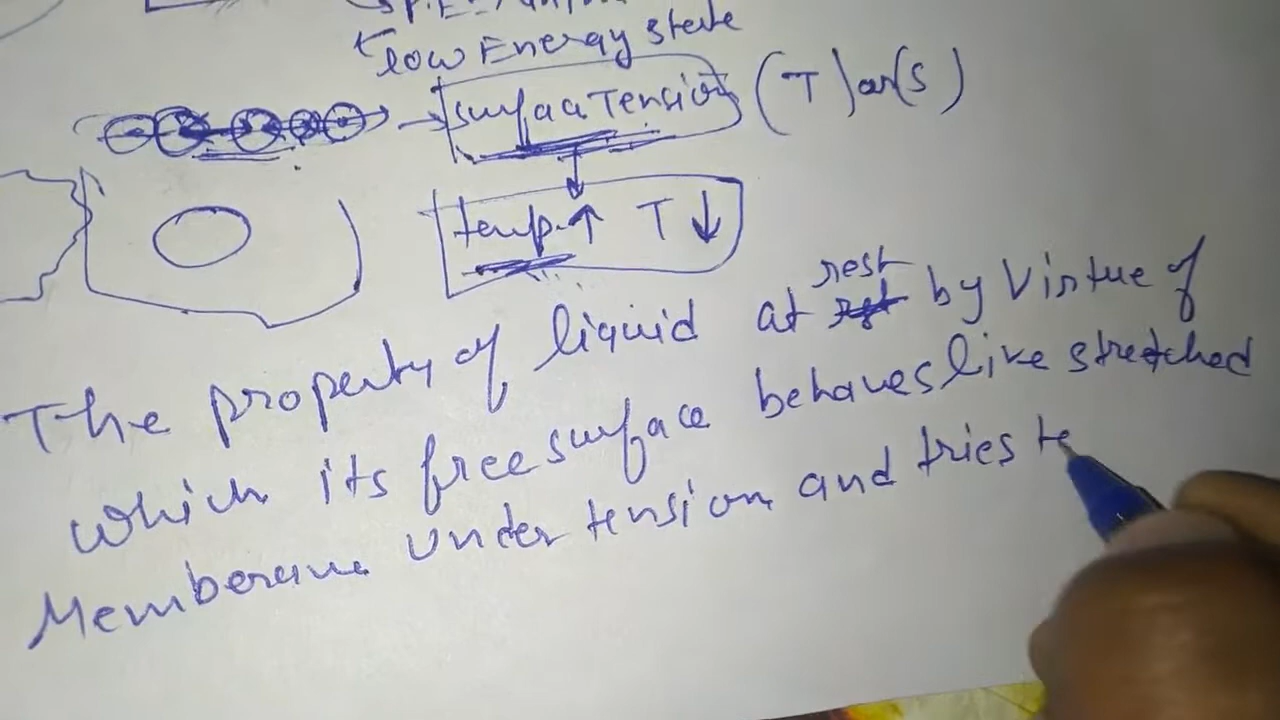 low Energy state
surface Tension (T) or (S)
temp. ↑ T ↓
The property of liquid at rest by Virtue of
which its free surface behaves like stretched
Memberane under tension and tries to